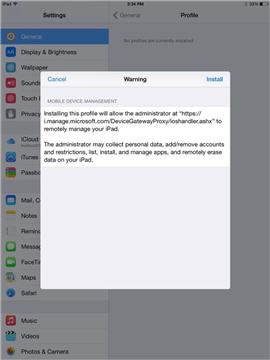 iPad
3:34 PM
Settings
General
Profile
General
Display & Brightness
Wallpaper
Sounds
Touch
Privacy
iCloud
iTunes
Mail, C
Notes
Messages
FaceTi
Maps
Safari
Music
Videos
Photos & Camera
No profiles are currently installed
Cancel
Warning
Install
MOBILE DEVICE MANAGEMENT
Installing this profile will allow the administrator at “https://
i.manage.microsoft.com/DeviceGatewayProxy/ioshandler.ashx” to
remotely manage your iPad.
The administrator may collect personal data, add/remove accounts
and restrictions, list, install, and manage apps, and remotely erase
data on your iPad.